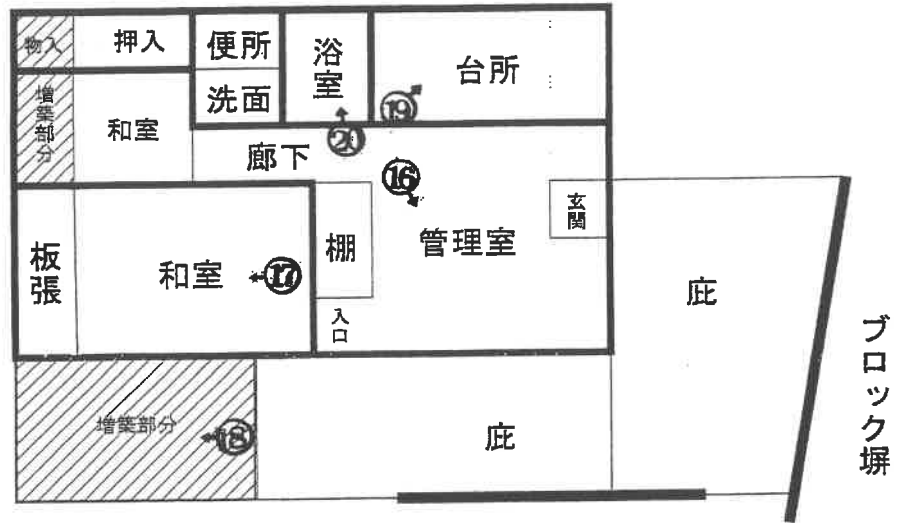 物入
押入
便所
浴室
台所
洗面
増築部分
和室
⑲
⑳
廊下
⑯
玄関
板張
和室
⑰
棚
管理室
庇
入口
ブロック塀
増築部分
⑱
庇